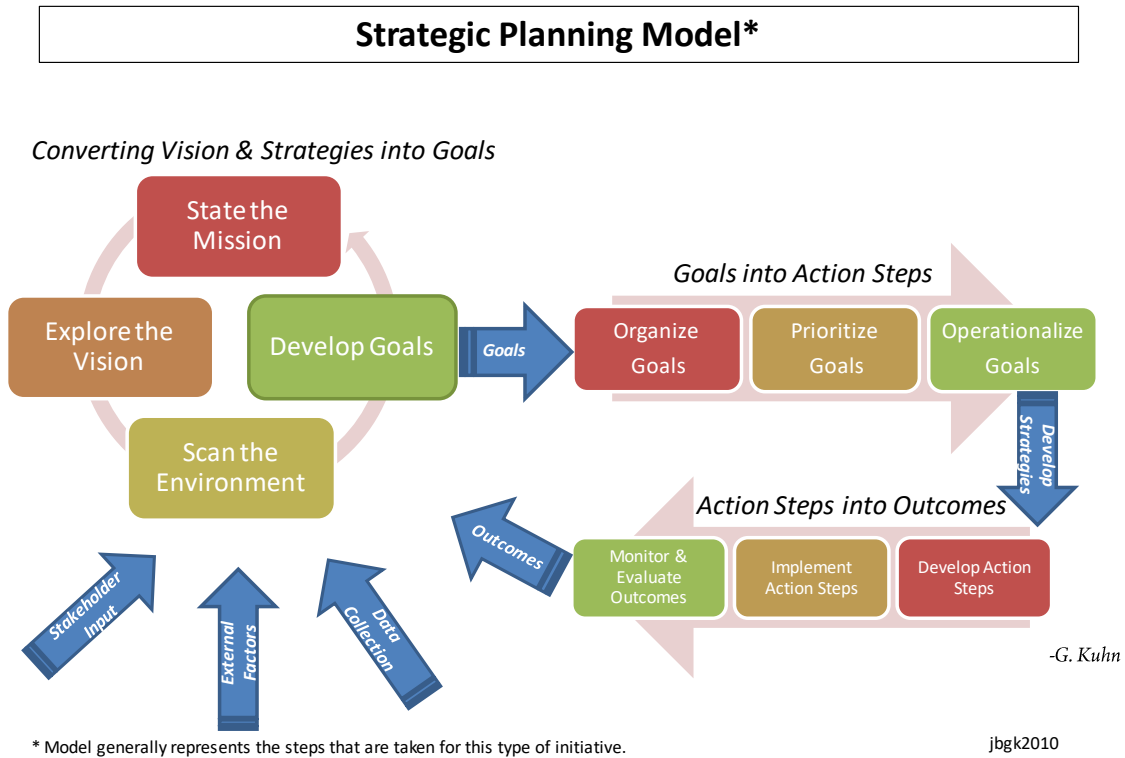 Strategic Planning Model*
Converting Vision & Strategies into Goals
State the
Mission
Explore the
Vision
Develop Goals
Scan the
Environment
Goals
Goals into Action Steps
Organize
Goals
Prioritize
Goals
Operationalize
Goals
Develop
Strategies
Action Steps into Outcomes
Develop Action
Steps
Implement
Action Steps
Monitor &
Evaluate
Outcomes
Outcomes
Stakeholder
Input
External
Factors
Data
Collection
-G. Kuhn
* Model generally represents the steps that are taken for this type of initiative.
jbgk2010